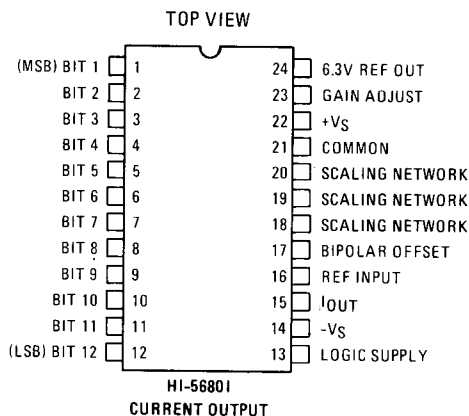 TOP VIEW
(MSB) BIT 1 1 24 6.3V REF OUT
BIT 2 2 23 GAIN ADJUST
BIT 3 3 22 +VS
BIT 4 4 21 COMMON
BIT 5 5 20 SCALING NETWORK
BIT 6 6 19 SCALING NETWORK
BIT 7 7 18 SCALING NETWORK
BIT 8 8 17 BIPOLAR OFFSET
BIT 9 9 16 REF INPUT
BIT 10 10 15 IOUT
BIT 11 11 14 -VS
(LSB) BIT 12 12 13 LOGIC SUPPLY
HI-5680I
CURRENT OUTPUT